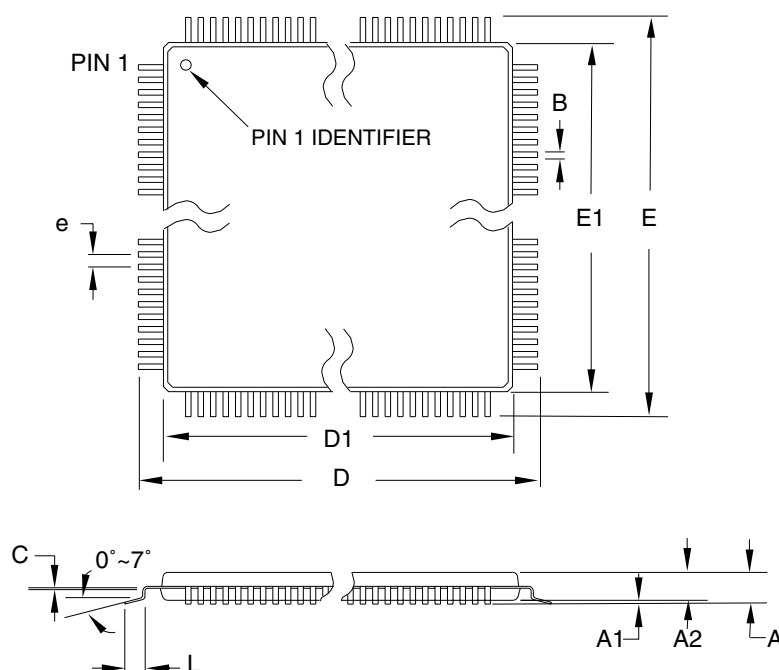 PIN 1
PIN 1 IDENTIFIER
B
e
E1
E
D1
D
C
0°~7°
A1
A2
A
L